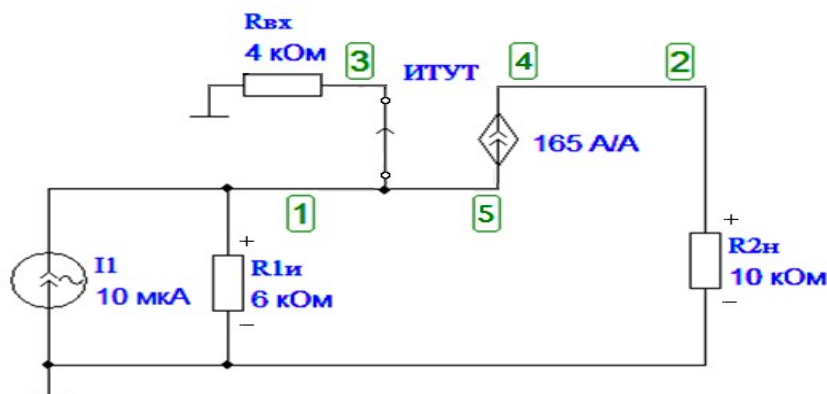 Rвх
4 кОм
3
ИТУТ
4
2
165 А/А
1
5
I1
10 мкА
+
R1и
6 кОм
−
+
R2н
10 кОм
−